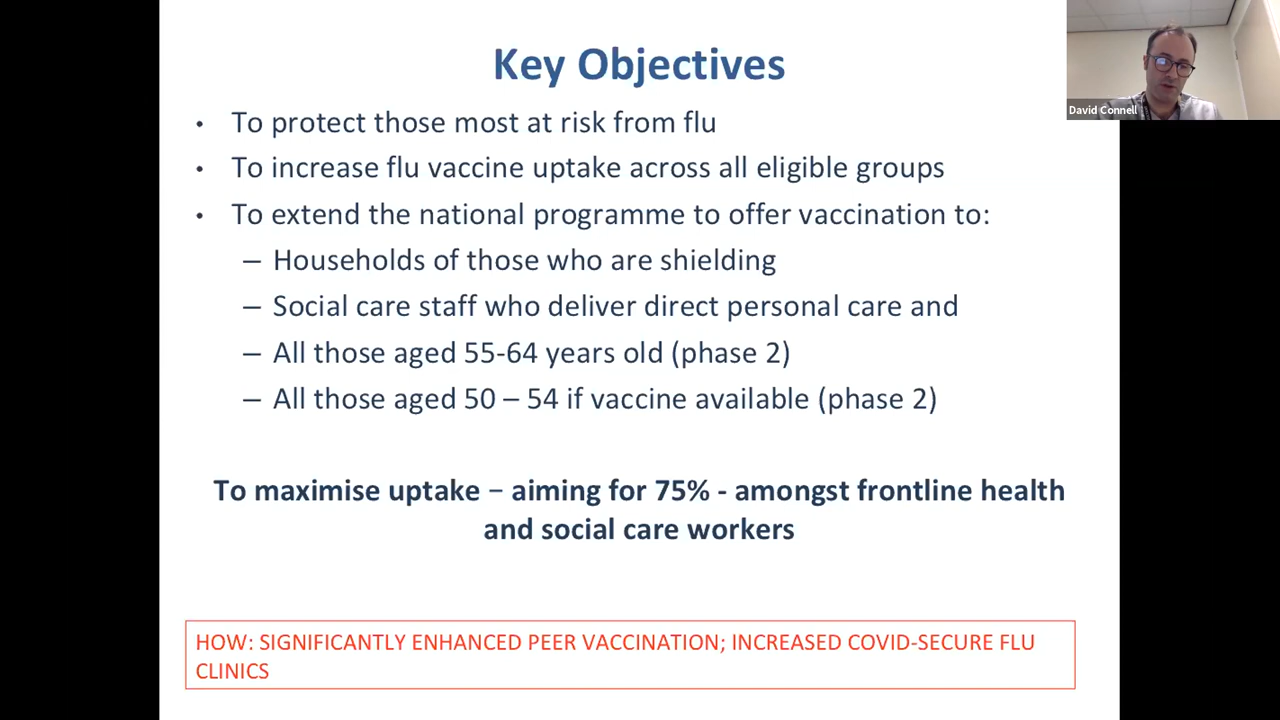 Key Objectives
• To protect those most at risk from flu
• To increase flu vaccine uptake across all eligible groups
• To extend the national programme to offer vaccination to:
– Households of those who are shielding
– Social care staff who deliver direct personal care and
– All those aged 55-64 years old (phase 2)
– All those aged 50 – 54 if vaccine available (phase 2)
To maximise uptake – aiming for 75% - amongst frontline health
and social care workers
HOW: SIGNIFICANTLY ENHANCED PEER VACCINATION; INCREASED COVID-SECURE FLU
CLINICS
David Connell